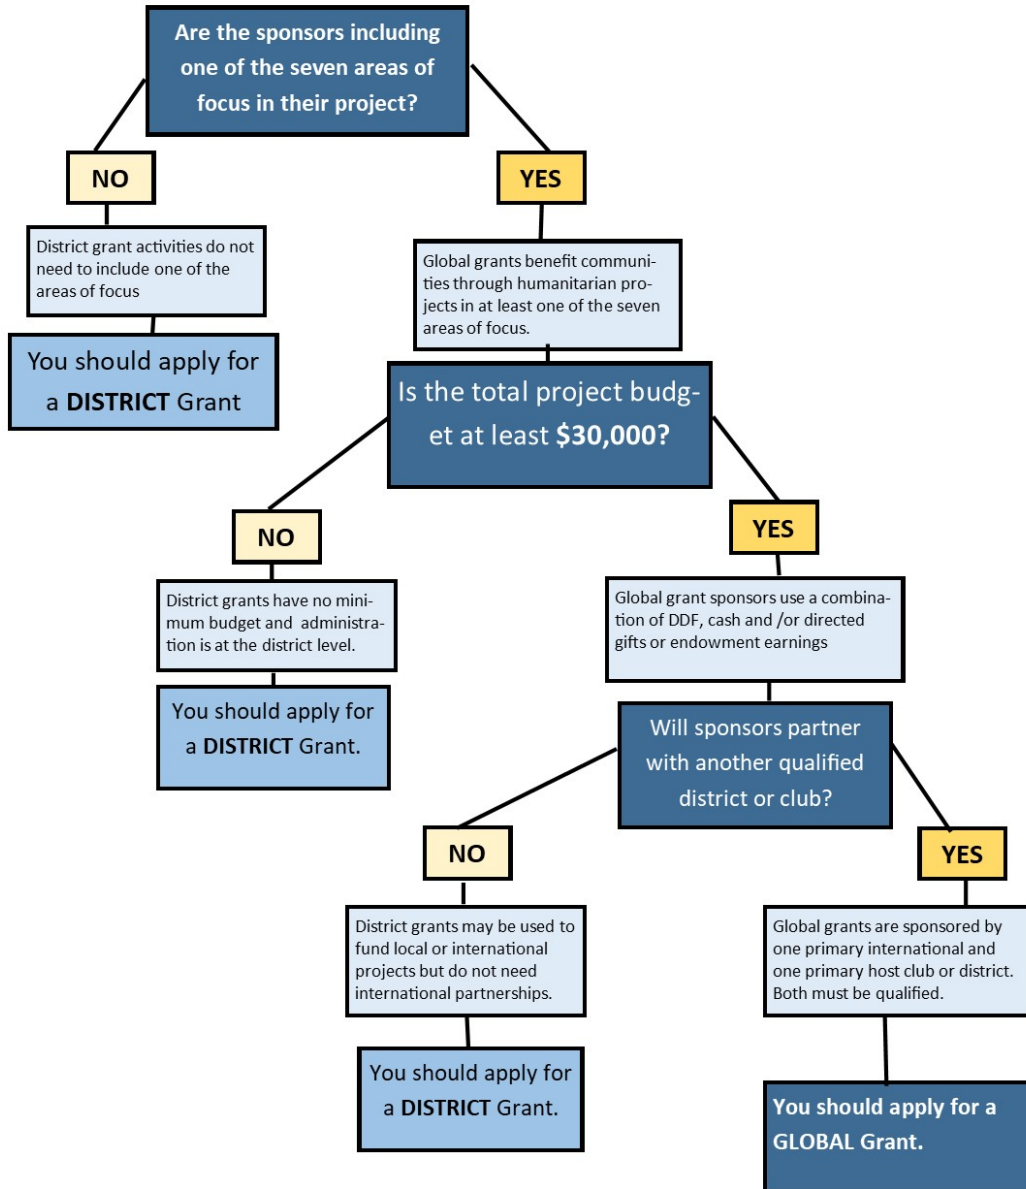 Are the sponsors including
one of the seven areas of
focus in their project?
NO
YES
District grant activities do not
need to include one of the
areas of focus
Global grants benefit communi-
ties through humanitarian pro-
jects in at least one of the seven
areas of focus.
You should apply for
a DISTRICT Grant
Is the total project budg-
et at least $30,000?
NO
YES
District grants have no mini-
mum budget and administra-
tion is at the district level.
Global grant sponsors use a combina-
tion of DDF, cash and /or directed
gifts or endowment earnings
You should apply for
a DISTRICT Grant.
Will sponsors partner
with another qualified
district or club?
NO
YES
District grants may be used to
fund local or international
projects but do not need
international partnerships.
Global grants are sponsored by
one primary international and
one primary host club or district.
Both must be qualified.
You should apply for
a DISTRICT Grant.
You should apply for a
GLOBAL Grant.